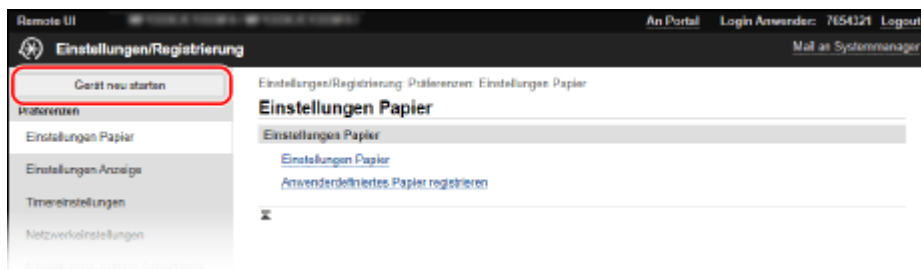 Remote UI
An Portal Login Anwender: 7654321 Logout
Einstellungen/Registrierung
Mail an Systemmanager
Gerät neu starten
Präferenzen
Einstellungen Papier
Einstellungen Anzeige
Timereinstellungen
Netzwerkeinstellungen
Einstellungen/Registrierung: Präferenzen: Einstellungen Papier
Einstellungen Papier
Einstellungen Papier
Einstellungen Papier
Anwenderdefiniertes Papier registrieren